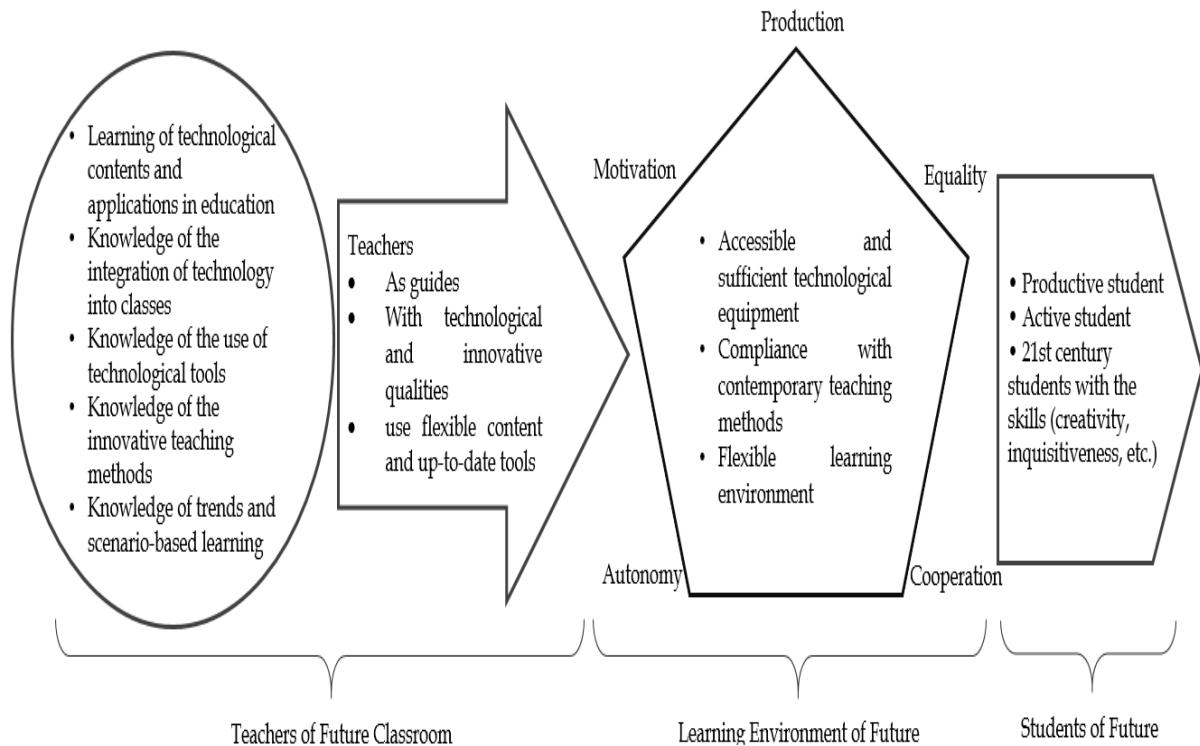 • Learning of technological
contents and
applications in education
• Knowledge of the
integration of technology
into classes
• Knowledge of the use of
technological tools
• Knowledge of the
innovative teaching
methods
• Knowledge of trends and
scenario-based learning
Teachers
• As guides
• With technological
and innovative
qualities
• use flexible content
and up-to-date tools
Production
Motivation
Equality
• Accessible and
sufficient technological
equipment
• Compliance with
contemporary teaching
methods
• Flexible learning
environment
Autonomy
Cooperation
• Productive student
• Active student
• 21st century
students with the
skills (creativity,
inquisitiveness, etc.)
Teachers of Future Classroom
Learning Environment of Future
Students of Future